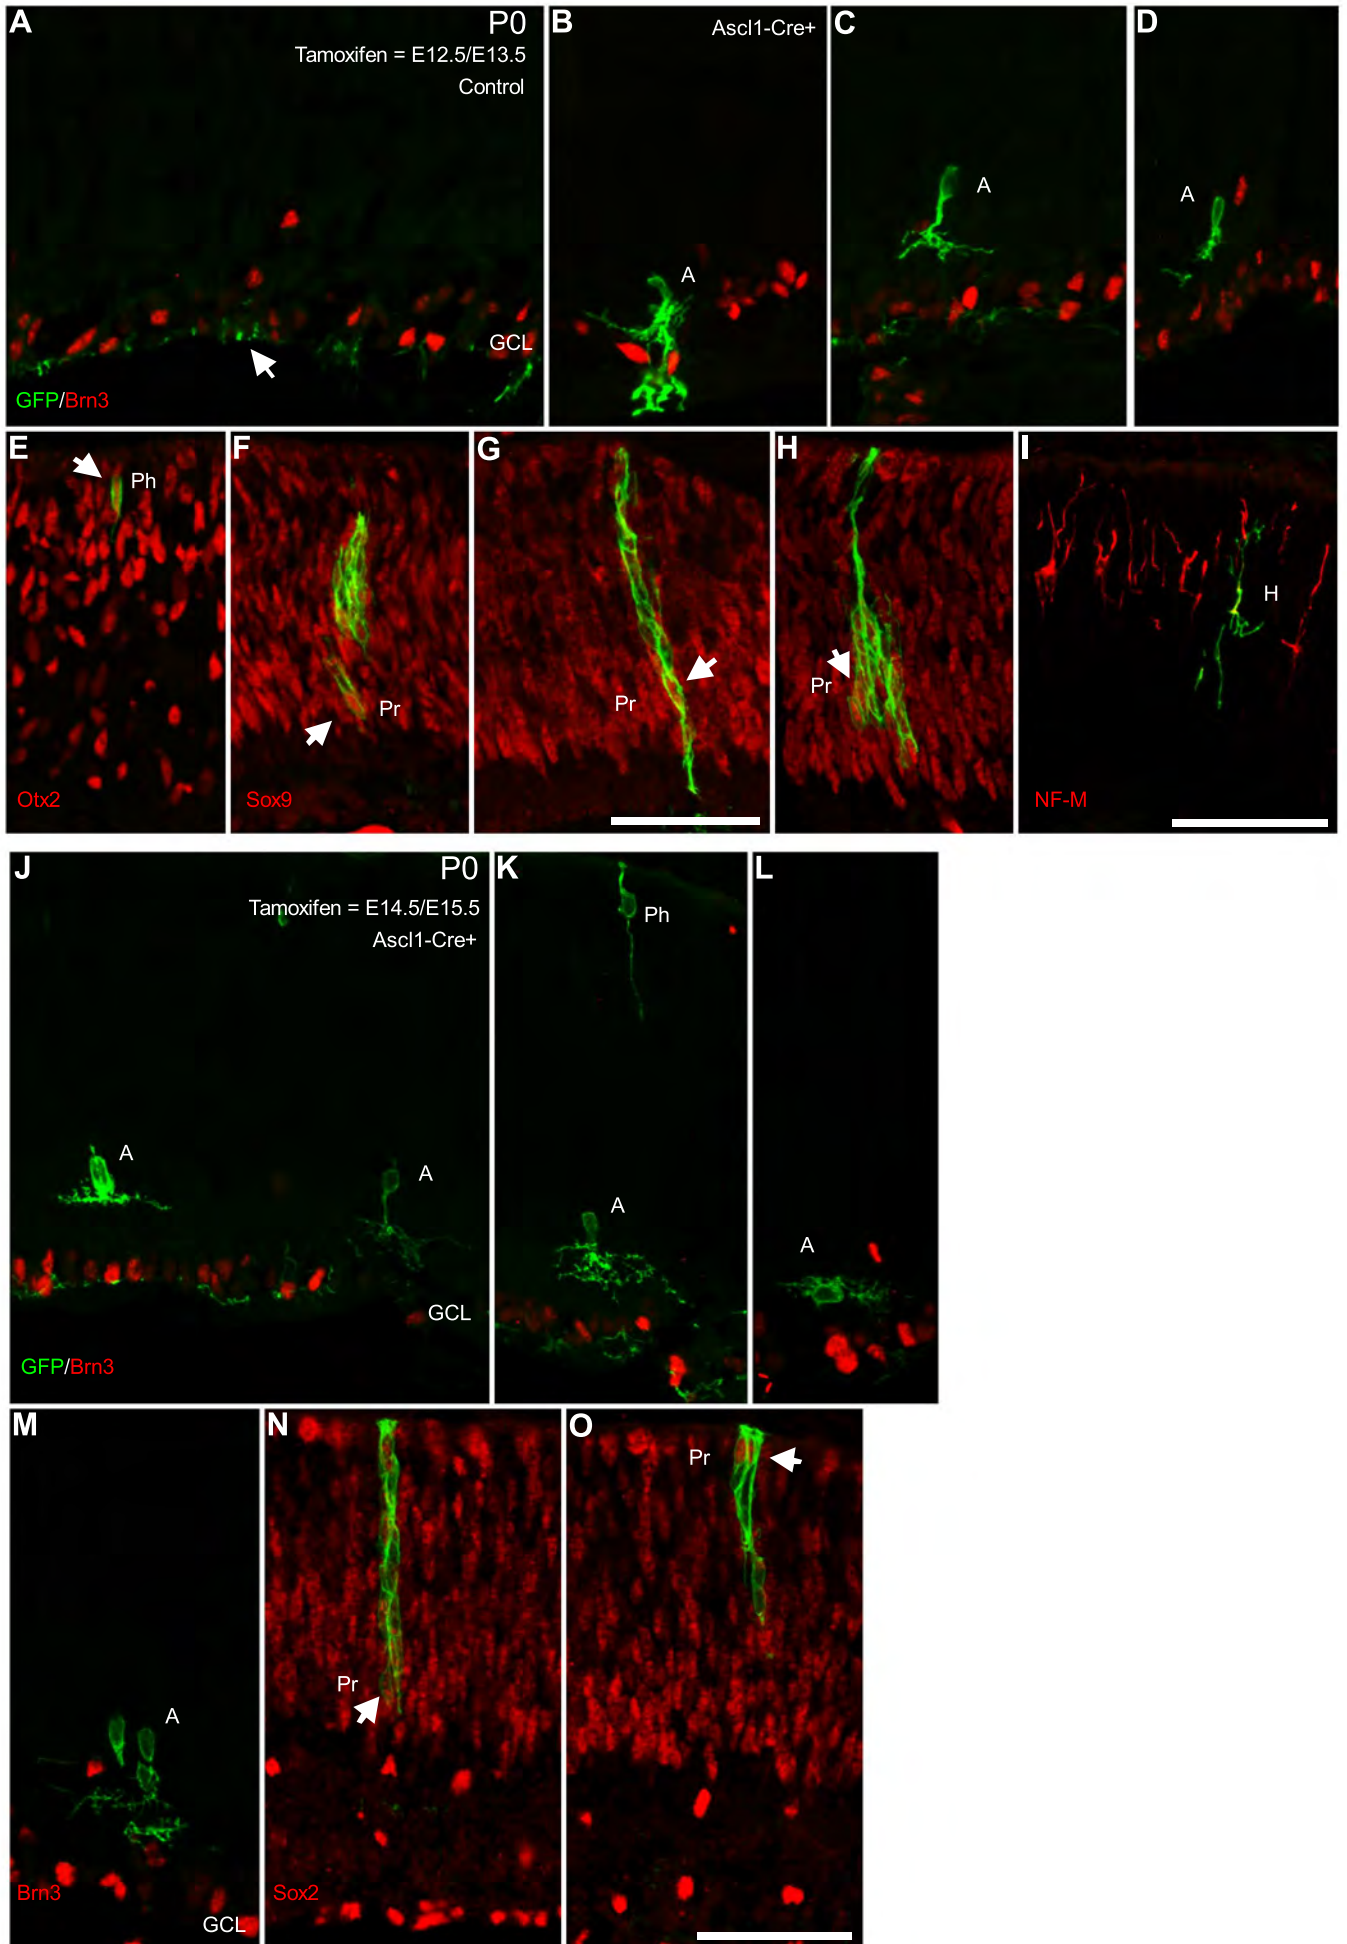 A
P0
Tamoxifen = E12.5/E13.5
Control
GCL
GFP/Brn3
B
Ascl1-Cre+
A
C
A
D
A
E
Ph
Otx2
F
Pr
Sox9
G
Pr
H
Pr
I
H
NF-M
J
P0
Tamoxifen = E14.5/E15.5
Ascl1-Cre+
A
A
GCL
GFP/Brn3
K
Ph
A
L
A
M
A
Brn3
GCL
N
Pr
Sox2
O
Pr